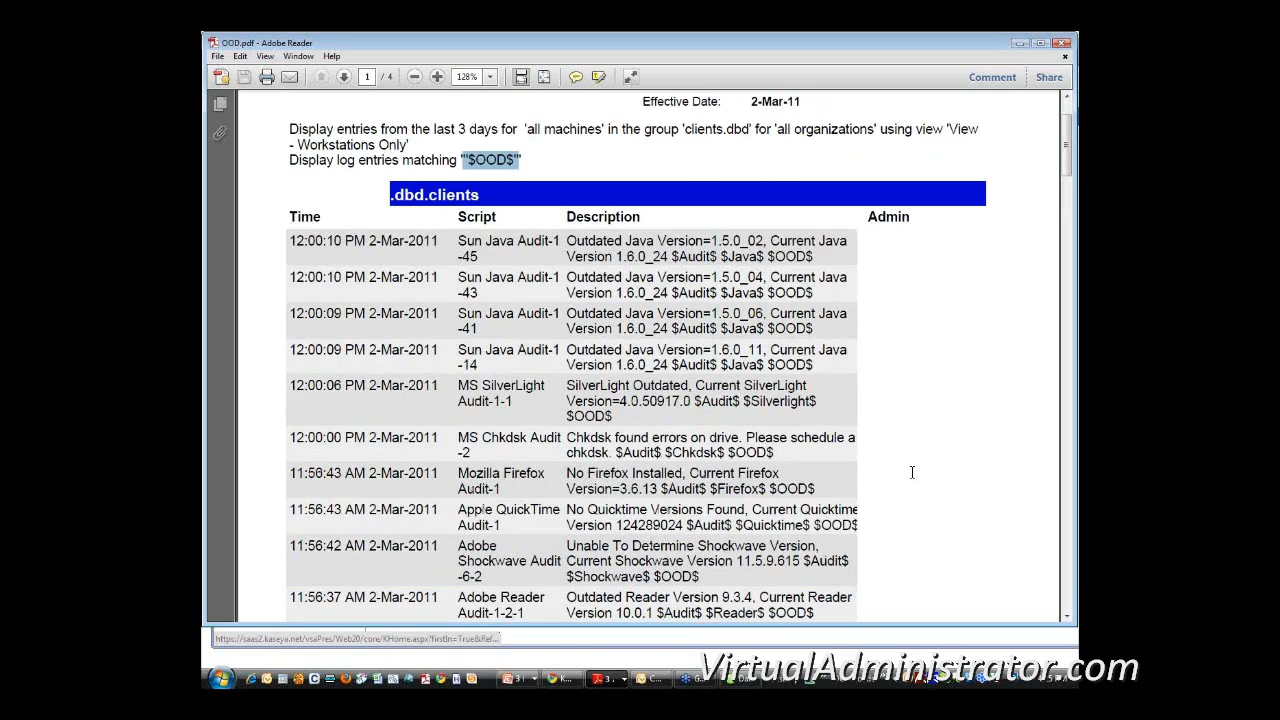 OOD.pdf - Adobe Reader
File Edit View Window Help
1 / 4 128% Comment Share
Effective Date: 2-Mar-11
Display entries from the last 3 days for 'all machines' in the group 'clients.dbd' for 'all organizations' using view 'View
- Workstations Only'
Display log entries matching "'$OOD$'"
.dbd.clients
Time Script Description Admin
12:00:10 PM 2-Mar-2011 Sun Java Audit-1 Outdated Java Version=1.5.0_02, Current Java
-45 Version 1.6.0_24 $Audit$ $Java$ $OOD$
12:00:10 PM 2-Mar-2011 Sun Java Audit-1 Outdated Java Version=1.5.0_04, Current Java
-43 Version 1.6.0_24 $Audit$ $Java$ $OOD$
12:00:09 PM 2-Mar-2011 Sun Java Audit-1 Outdated Java Version=1.5.0_06, Current Java
-41 Version 1.6.0_24 $Audit$ $Java$ $OOD$
12:00:09 PM 2-Mar-2011 Sun Java Audit-1 Outdated Java Version=1.6.0_11, Current Java
-14 Version 1.6.0_24 $Audit$ $Java$ $OOD$
12:00:06 PM 2-Mar-2011 MS SilverLight SilverLight Outdated, Current SilverLight
Audit-1-1 Version=4.0.50917.0 $Audit$ $Silverlight$
$OOD$
12:00:00 PM 2-Mar-2011 MS Chkdsk Audit Chkdsk found errors on drive. Please schedule a
-2 chkdsk. $Audit$ $Chkdsk$ $OOD$
11:56:43 AM 2-Mar-2011 Mozilla Firefox No Firefox Installed, Current Firefox
Audit-1 Version=3.6.13 $Audit$ $Firefox$ $OOD$
11:56:43 AM 2-Mar-2011 Apple QuickTime No Quicktime Versions Found, Current Quicktime
Audit-1 Version 124289024 $Audit$ $Quicktime$ $OOD$
11:56:42 AM 2-Mar-2011 Adobe Unable To Determine Shockwave Version,
Shockwave Audit Current Shockwave Version 11.5.9.615 $Audit$
-6-2 $Shockwave$ $OOD$
11:56:37 AM 2-Mar-2011 Adobe Reader Outdated Reader Version 9.3.4, Current Reader
Audit-1-2-1 Version 10.0.1 $Audit$ $Reader$ $OOD$
https://saas2.kaseya.net/vsaPres/Web20/core/KHome.aspx?firstIn=True&Ref...
VirtualAdministrator.com